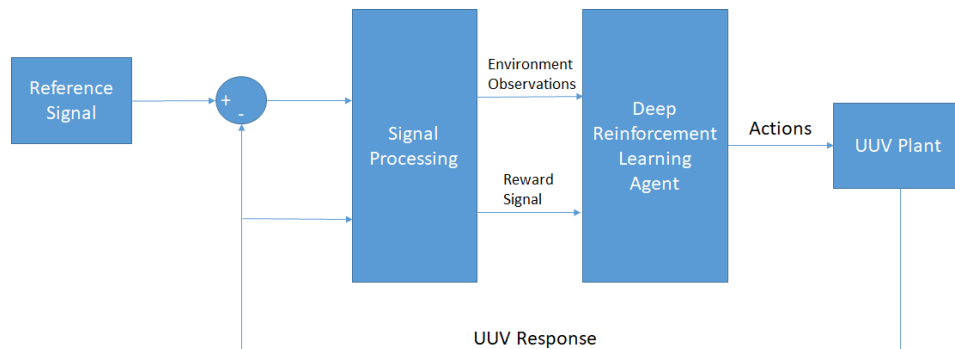 Reference
Signal
+
-
Signal
Processing
Environment
Observations
Reward
Signal
Deep
Reinforcement
Learning
Agent
Actions
UUV Plant
UUV Response